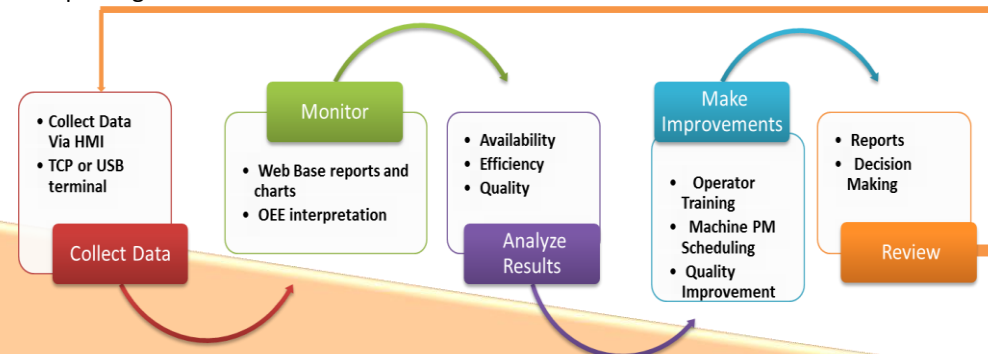 • Collect Data
Via HMI
• TCP or USB
terminal
Collect Data
Monitor
• Web Base reports and
charts
• OEE interpretation
• Availability
• Efficiency
• Quality
Analyze
Results
Make
Improvements
• Operator
Training
• Machine PM
Scheduling
• Quality
Improvement
• Reports
• Decision
Making
Review